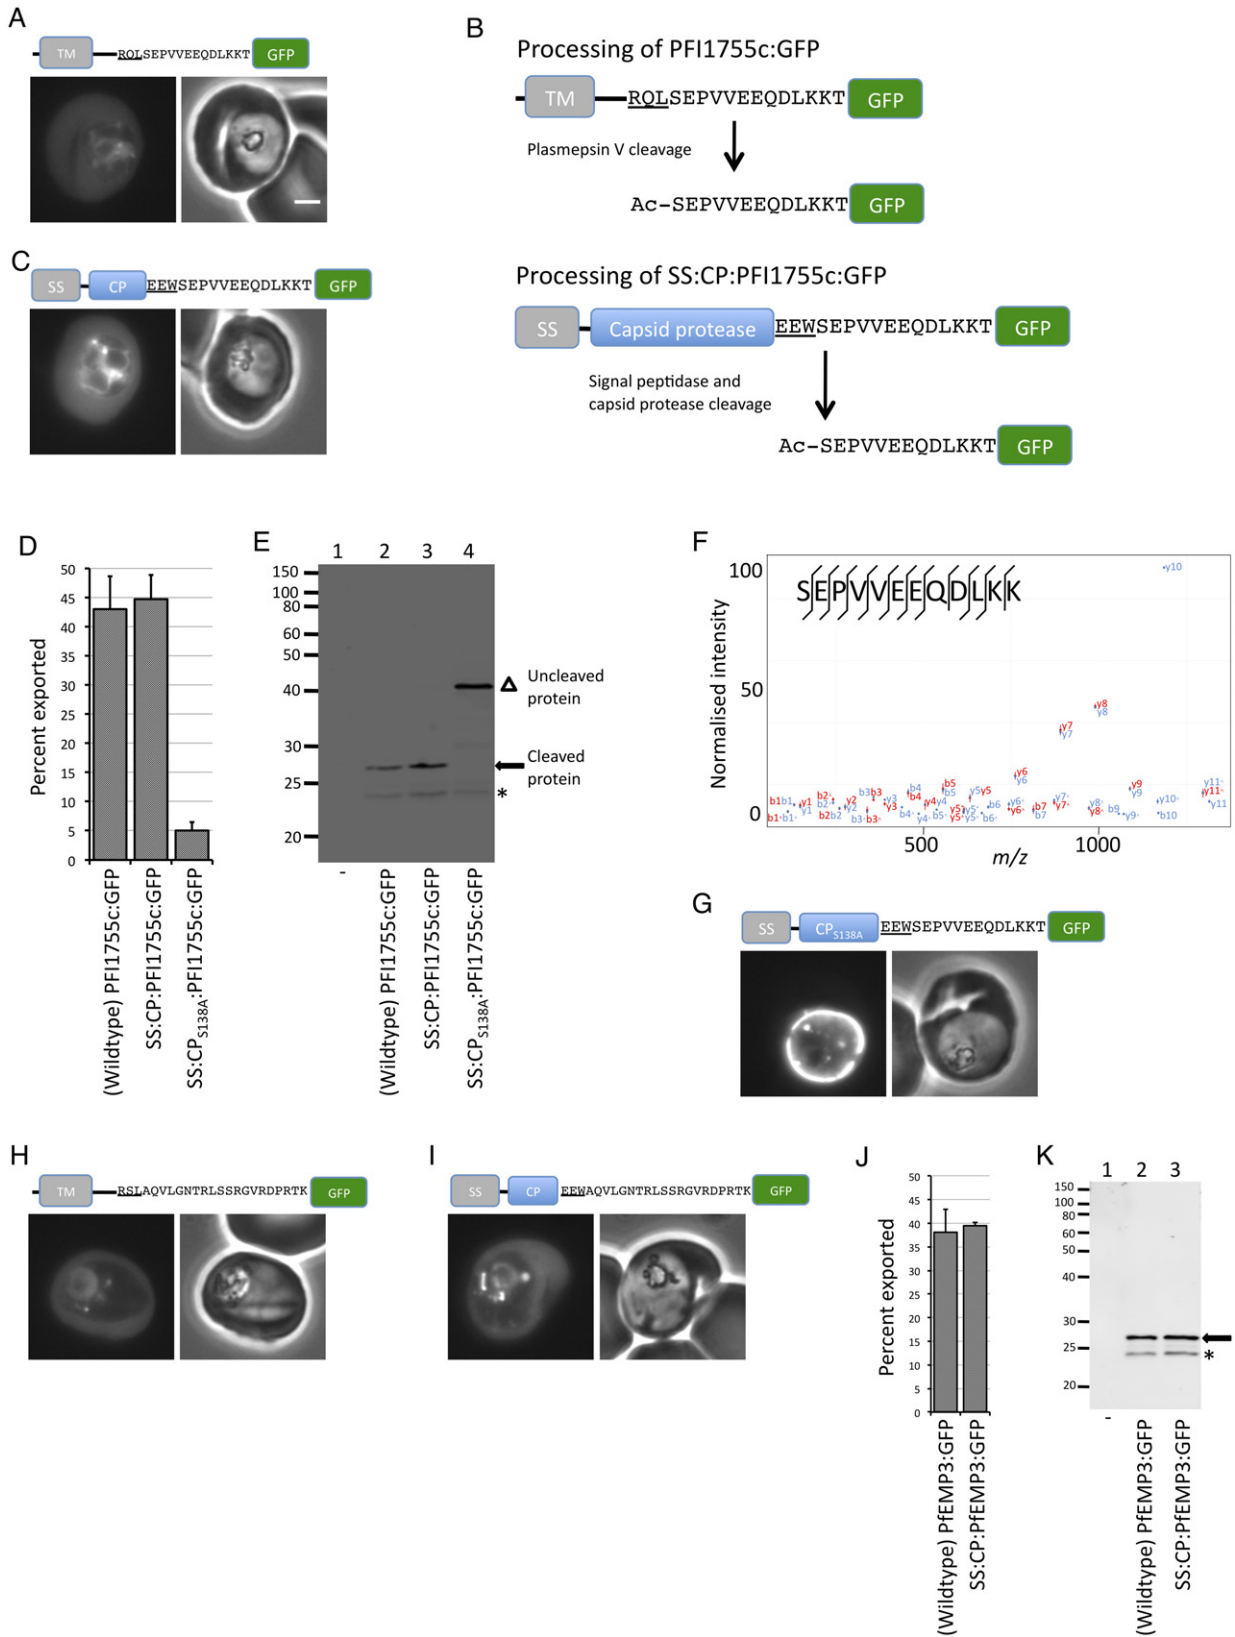 A
TM
RQLSEPVVEEQDLKKT
GFP
B
Processing of PFI1755c:GFP
TM
RQLSEPVVEEQDLKKT
GFP
Plasmepsin V cleavage
Ac-SEPVVEEQDLKKT
GFP
C
SS
CP
EEWSEPVVEEQDLKKT
GFP
Processing of SS:CP:PFI1755c:GFP
SS
Capsid protease
EEWSEPVVEEQDLKKT
GFP
Signal peptidase and
capsid protease cleavage
Ac-SEPVVEEQDLKKT
GFP
D
Percent exported
50
45
40
35
30
25
20
15
10
5
0
(Wildtype) PFI1755c:GFP
SS:CP:PFI1755c:GFP
SS:CPS138A:PFI1755c:GFP
E
1 2 3 4
150
100
80
60
50
40
30
25
20
Uncleaved
protein
Cleaved
protein
*
-
(Wildtype) PFI1755c:GFP
SS:CP:PFI1755c:GFP
SS:CPS138A:PFI1755c:GFP
F
Normalised intensity
100
50
0
SEPVVEEQDLKK
y10
y8
y8
y7
y7
y6
y6
y9
y9
500
1000
m/z
G
SS
CPS138A
EEWSEPVVEEQDLKKT
GFP
H
TM
RSLAQVLGNTRLSSRGVRDPRTK
GFP
I
SS
CP
EEWAQVLGNTRLSSRGVRDPRTK
GFP
J
Percent exported
50
45
40
35
30
25
20
15
10
5
0
(Wildtype) PfEMP3:GFP
SS:CP:PfEMP3:GFP
K
1 2 3
150
100
80
60
50
40
30
25
20
*
-
(Wildtype) PfEMP3:GFP
SS:CP:PfEMP3:GFP